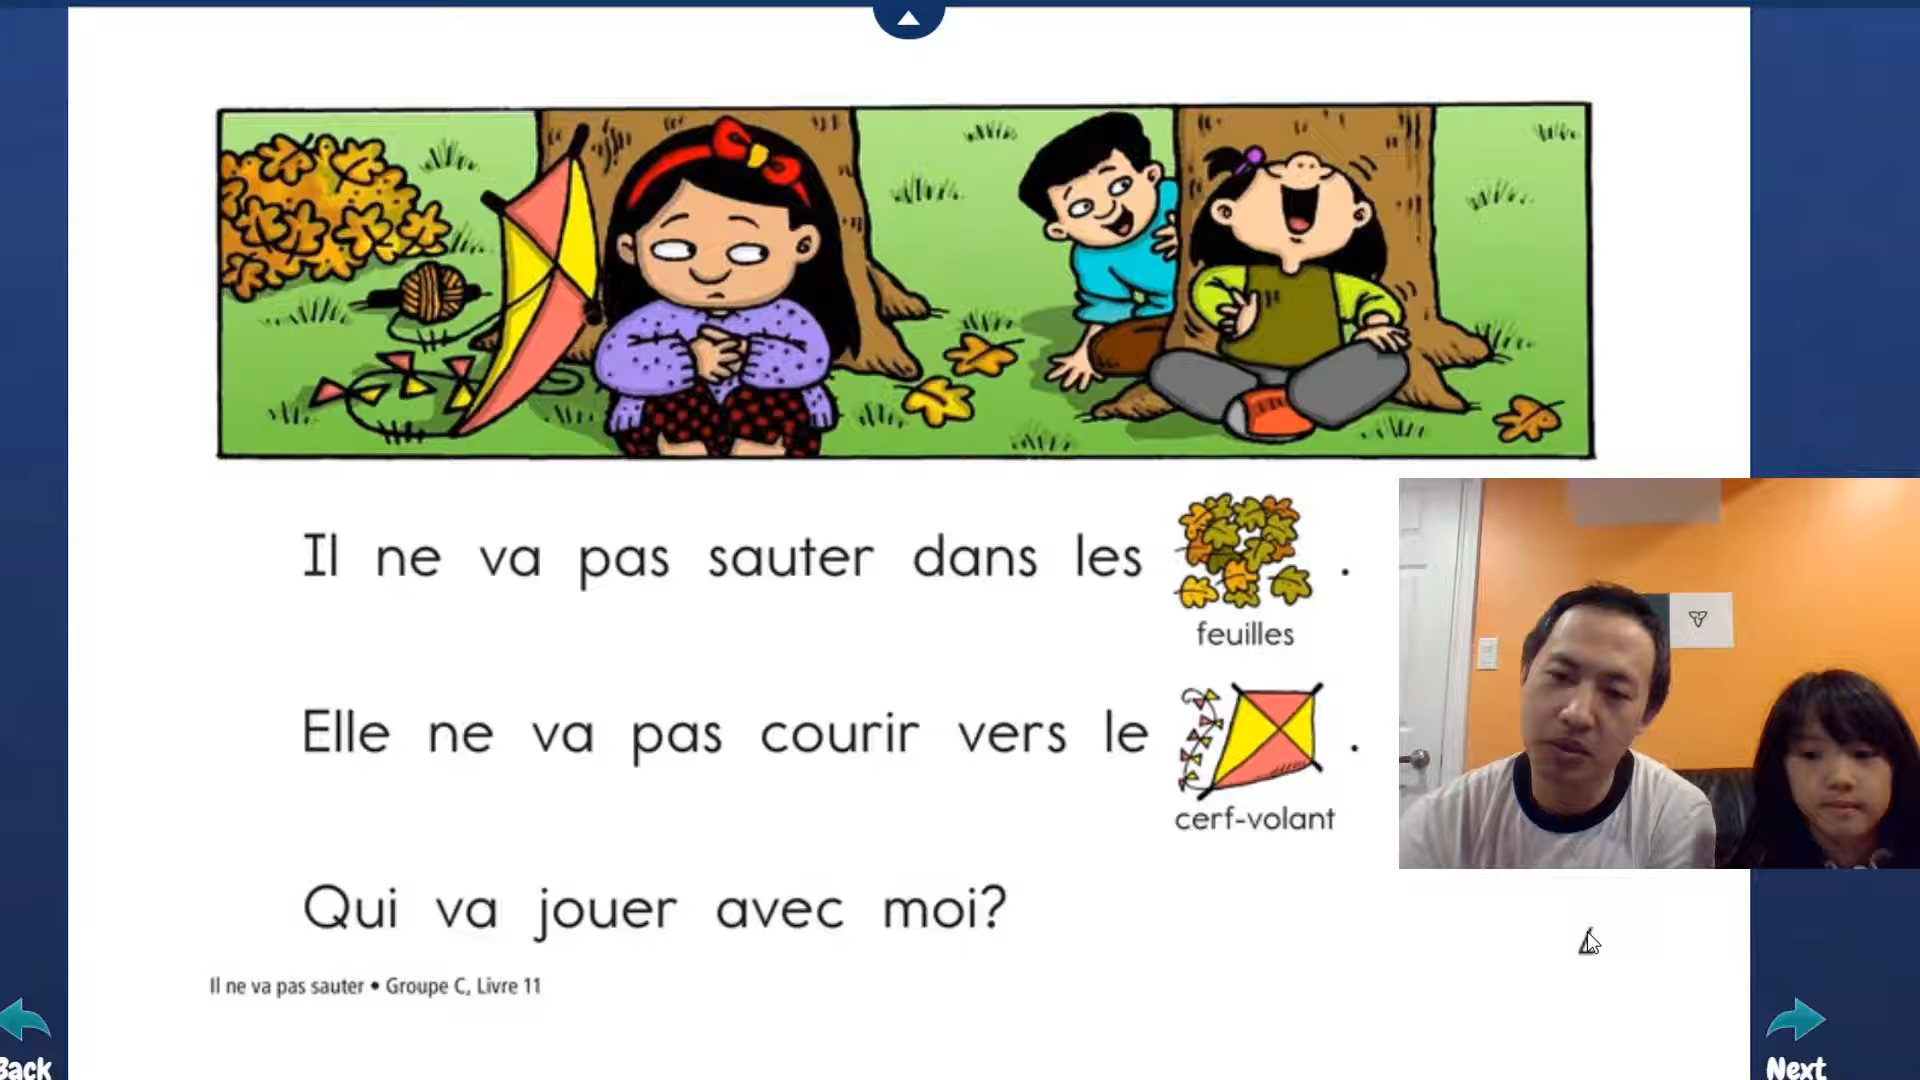 Il ne va pas sauter dans les .
feuilles
Elle ne va pas courir vers le .
cerf-volant
Qui va jouer avec moi?
Il ne va pas sauter • Groupe C, Livre 11
Back
Next